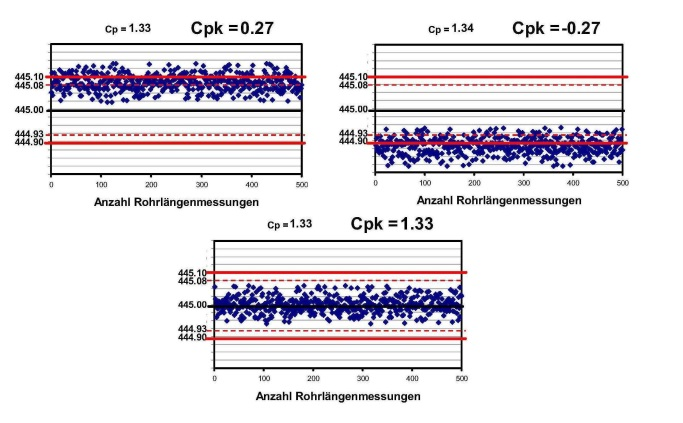 Cp = 1.33 Cpk = 0.27
445.10
445.08
445.00
444.93
444.90
0 100 200 300 400 500
Anzahl Rohrlängenmessungen
Cp = 1.34 Cpk = -0.27
445.10
445.08
445.00
444.93
444.90
0 100 200 300 400 500
Anzahl Rohrlängenmessungen
Cp = 1.33 Cpk = 1.33
445.10
445.08
445.00
444.93
444.90
0 100 200 300 400 500
Anzahl Rohrlängenmessungen